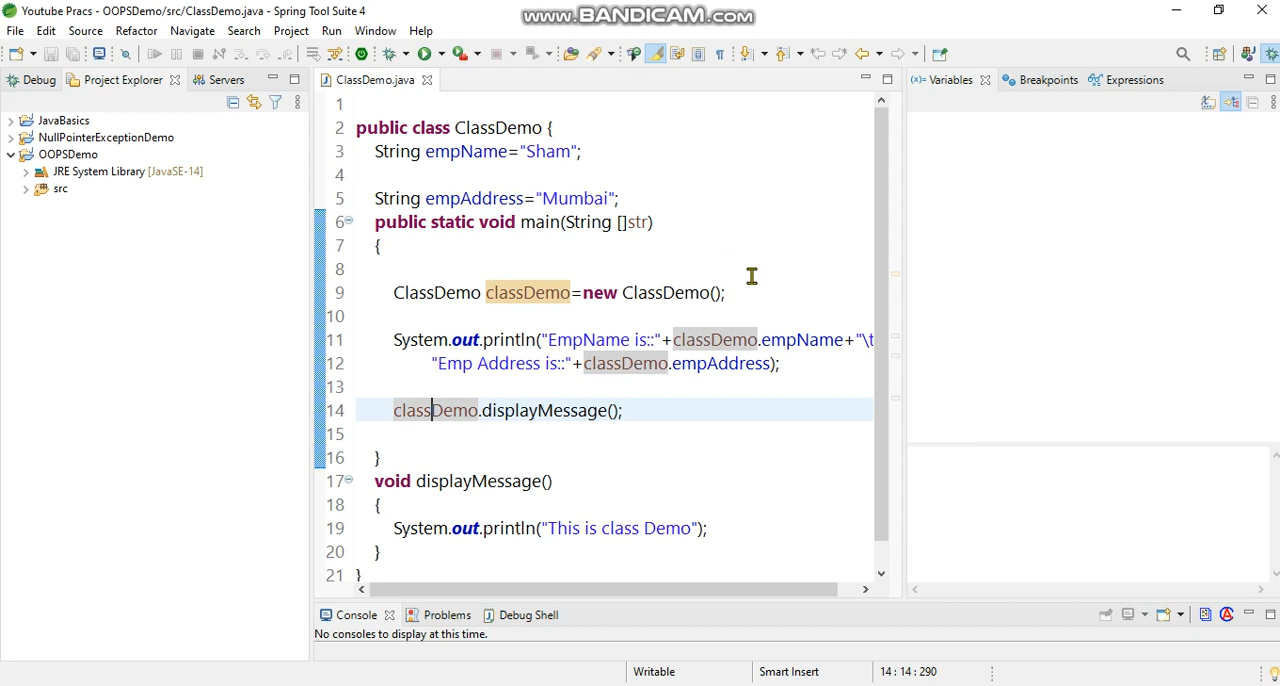 Youtube Pracs - OOPSDemo/src/ClassDemo.java - Spring Tool Suite 4
www.BANDICAM.com
File Edit Source Refactor Navigate Search Project Run Window Help
Debug Project Explorer Servers
ClassDemo.java
(x)= Variables Breakpoints Expressions
JavaBasics
NullPointerExceptionDemo
OOPSDemo
JRE System Library [JavaSE-14]
src
1
2 public class ClassDemo {
3 String empName="Sham";
4
5 String empAddress="Mumbai";
6 public static void main(String []str)
7 {
8
9 ClassDemo classDemo=new ClassDemo();
10
11 System.out.println("EmpName is::"+classDemo.empName+"\t
12 "Emp Address is::"+classDemo.empAddress);
13
14 classDemo.displayMessage();
15
16 }
17 void displayMessage()
18 {
19 System.out.println("This is class Demo");
20 }
21 }
Console Problems Debug Shell
No consoles to display at this time.
Writable Smart Insert 14 : 14 : 290